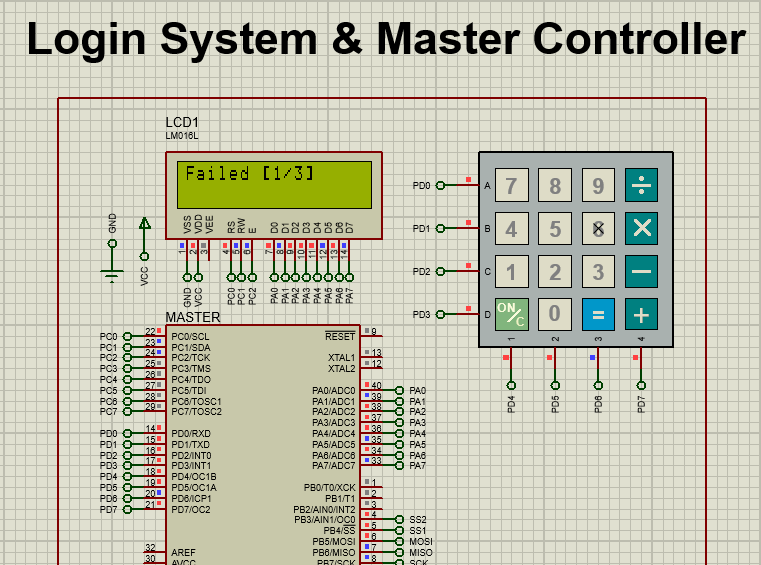 Login System & Master Controller
LCD1
LM016L
Failed [1/3]
VSS VDD VEE RS RW E D0 D1 D2 D3 D4 D5 D6 D7
1 2 3 4 5 6 7 8 9 10 11 12 13 14
GND VCC PC0 PC1 PC2 PA0 PA1 PA2 PA3 PA4 PA5 PA6 PA7
GND
VCC
PD0 A 7 8 9 ÷
PD1 B 4 5 ×
PD2 C 1 2 3 −
PD3 D ON/C 0 = +
1 2 3 4
PD4 PD5 PD6 PD7
MASTER
PC0 22 PC0/SCL RESET 9
PC1 23 PC1/SDA
PC2 24 PC2/TCK XTAL1 13
PC3 25 PC3/TMS XTAL2 12
PC4 26 PC4/TDO
PC5 27 PC5/TDI PA0/ADC0 40 PA0
PC6 28 PC6/TOSC1 PA1/ADC1 39 PA1
PC7 29 PC7/TOSC2 PA2/ADC2 38 PA2
PA3/ADC3 37 PA3
PD0 14 PD0/RXD PA4/ADC4 36 PA4
PD1 15 PD1/TXD PA5/ADC5 35 PA5
PD2 16 PD2/INT0 PA6/ADC6 34 PA6
PD3 17 PD3/INT1 PA7/ADC7 33 PA7
PD4 18 PD4/OC1B
PD5 19 PD5/OC1A PB0/T0/XCK 1
PD6 20 PD6/ICP1 PB1/T1 2
PD7 21 PD7/OC2 PB2/AIN0/INT2 3
PB3/AIN1/OC0 4 SS2
PB4/SS 5 SS1
PB5/MOSI 6 MOSI
32 AREF PB6/MISO 7 MISO
30 AVCC PB7/SCK 8 SCK